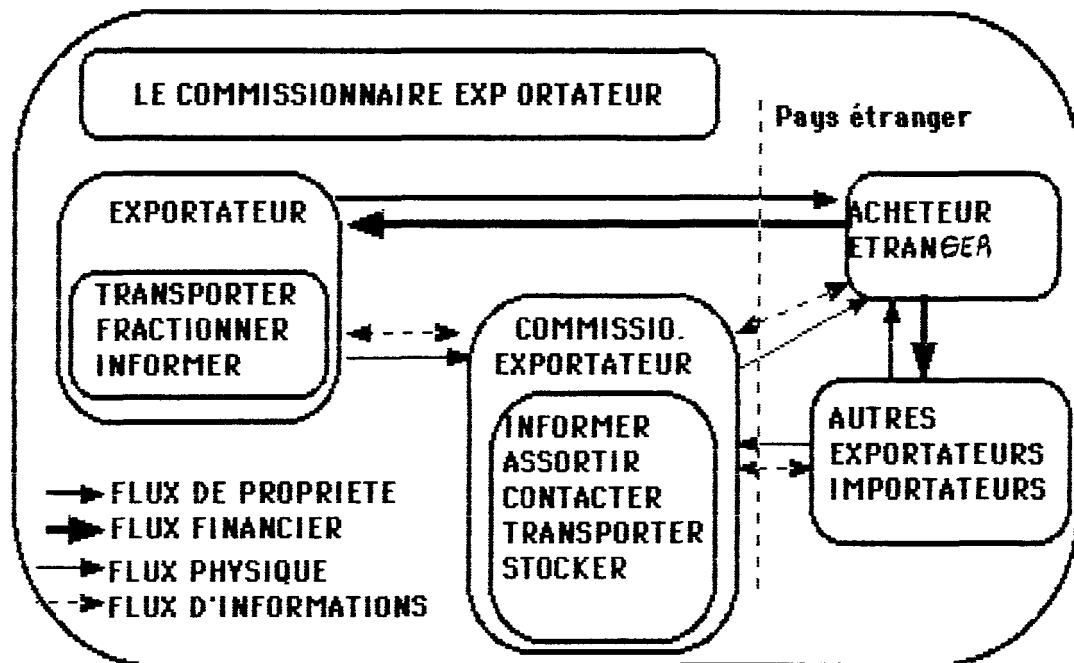 LE COMMISSIONNAIRE EXP ORTATEUR
Pays étranger
EXPORTATEUR
TRANSPORTER
FRACTIONNER
INFORMER
ACHETEUR
ETRANGER
COMMISSIO.
EXPORTATEUR
INFORMER
ASSORTIR
CONTACTER
TRANSPORTER
STOCKER
AUTRES
EXPORTATEURS
IMPORTATEURS
FLUX DE PROPRIETE
FLUX FINANCIER
FLUX PHYSIQUE
FLUX D'INFORMATIONS